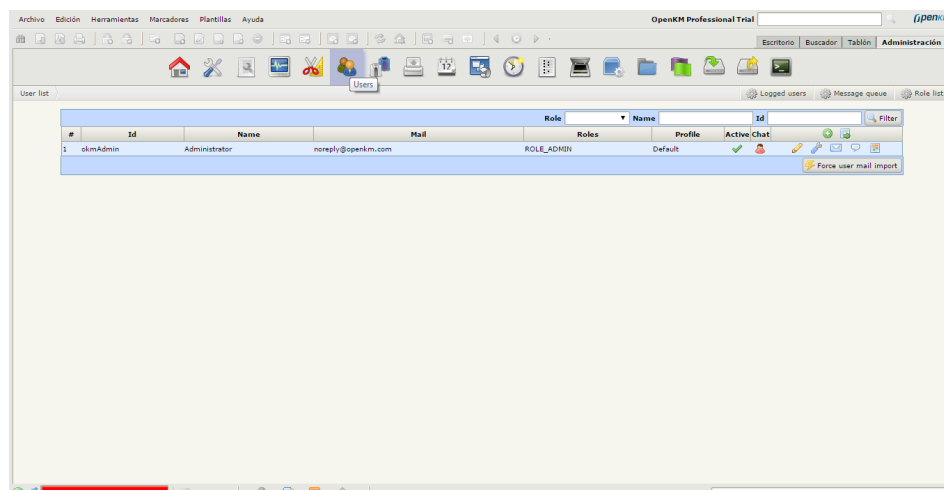 Archivo Edición Herramientas Marcadores Plantillas Ayuda
OpenKM Professional Trial
Escritorio Buscador Tablón Administración
12
Users
User list
Logged users Message queue Role list
Role Name Id Filter
# Id Name Mail Roles Profile Active Chat
1 okmAdmin Administrator noreply@openkm.com ROLE_ADMIN Default
Force user mail import